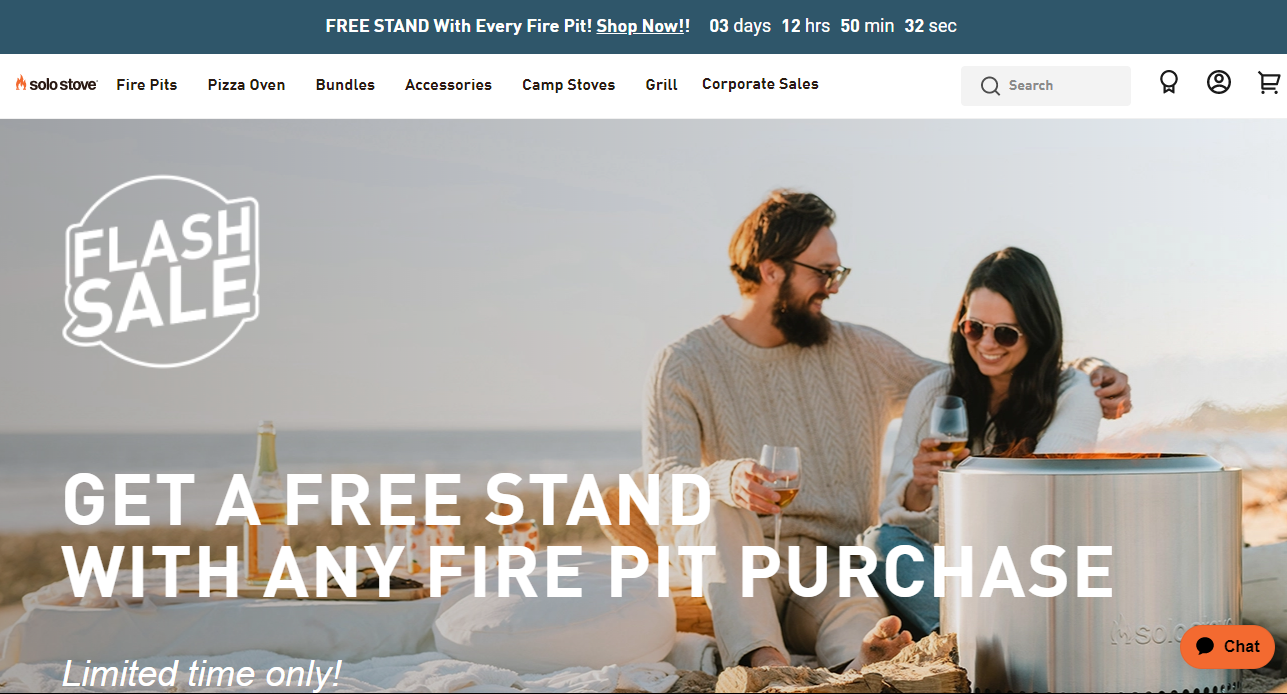 FREE STAND With Every Fire Pit! Shop Now!! 03 days 12 hrs 50 min 32 sec
solo stove Fire Pits Pizza Oven Bundles Accessories Camp Stoves Grill Corporate Sales Search
FLASH
SALE
GET A FREE STAND
WITH ANY FIRE PIT PURCHASE
Limited time only!
solo
Chat